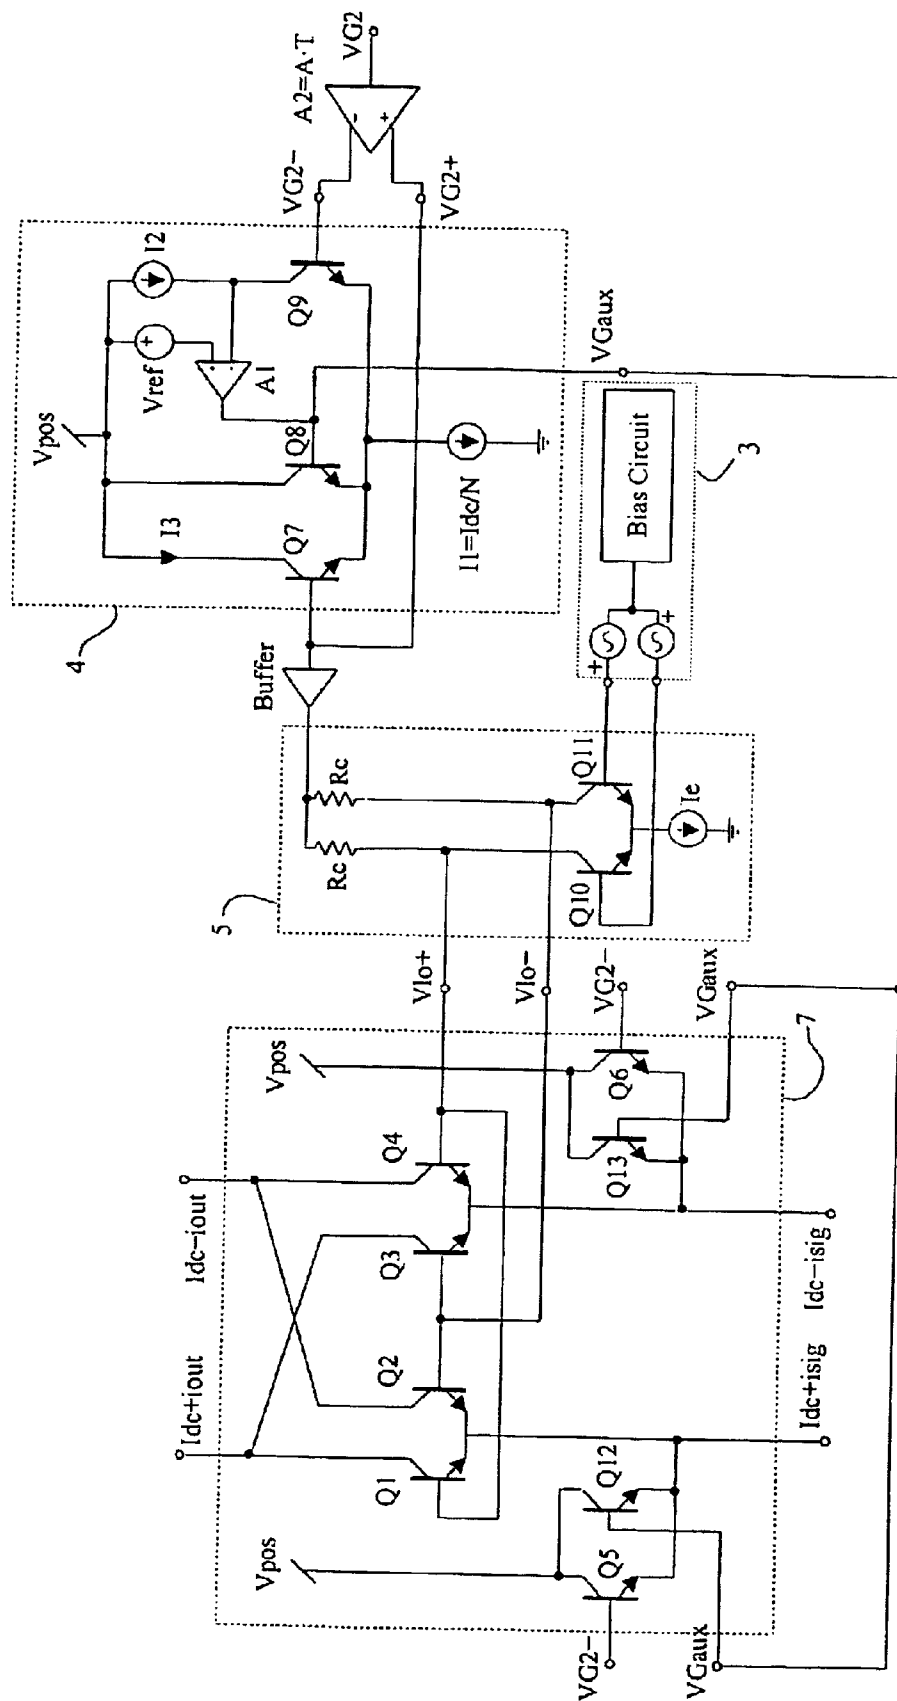 Idc+iout
Idc−iout
Vpos
Q1
Q2
Q3
Q4
Vpos
Q5
Q12
Q13
Q6
VG2−
VGaux
VG2−
VGaux
Idc+isig
Idc−isig
7
Vlo+
Vlo−
5
Rc
Rc
Q10
Q11
Ie
Buffer
4
Vpos
I3
Q7
Q8
Q9
Vref
+
A1
I2
I1=Idc/N
VGaux
Bias Circuit
3
+
+
VG2−
VG2+
A2=A·T
-
+
VG2